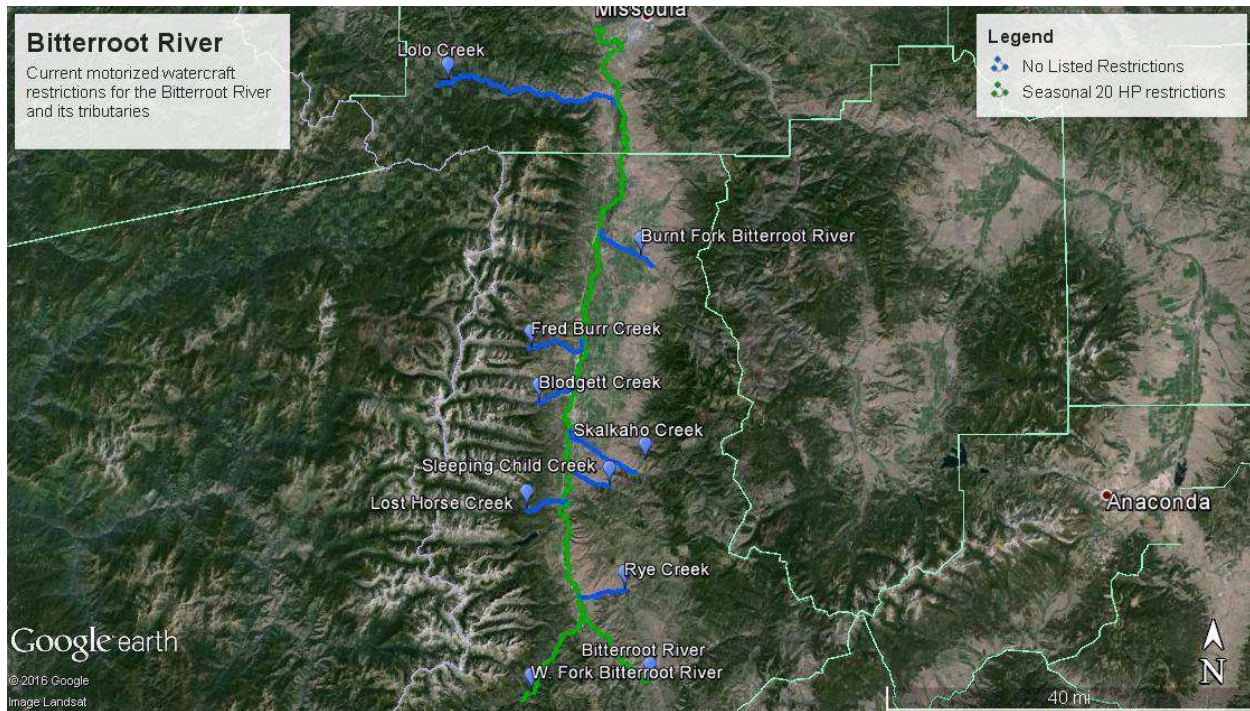 Missoula
Bitterroot River
Current motorized watercraft
restrictions for the Bitterroot River
and its tributaries
Legend
No Listed Restrictions
Seasonal 20 HP restrictions
Lolo Creek
Burnt Fork Bitterroot River
Fred Burr Creek
Blodgett Creek
Skalkaho Creek
Sleeping Child Creek
Lost Horse Creek
Anaconda
Rye Creek
Bitterroot River
W. Fork Bitterroot River
Google earth
© 2016 Google
Image Landsat
N
40 mi